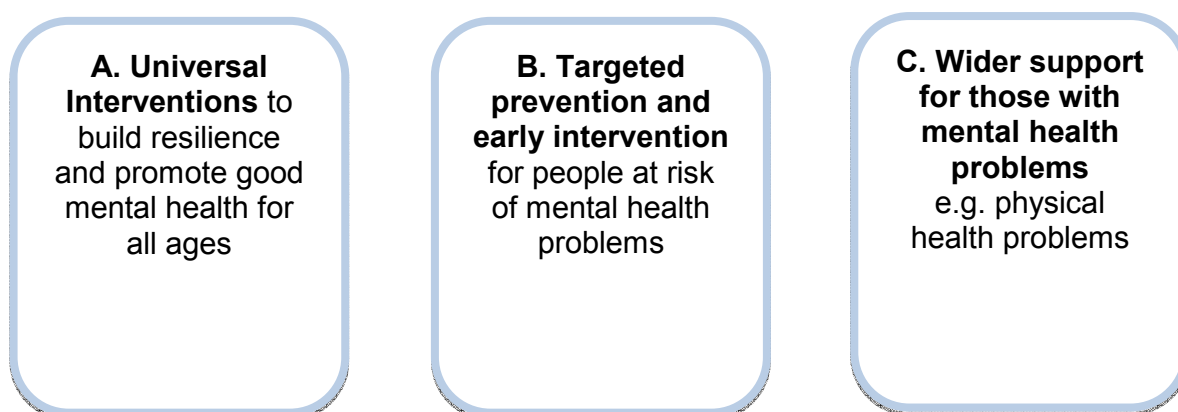 A. Universal
Interventions to
build resilience
and promote good
mental health for
all ages
B. Targeted
prevention and
early intervention
for people at risk
of mental health
problems
C. Wider support
for those with
mental health
problems
e.g. physical
health problems